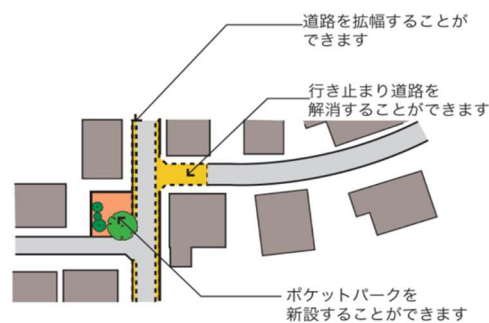 道路を拡幅することが
できます
行き止まり道路を
解消することができます
ポケットパークを
新設することができます